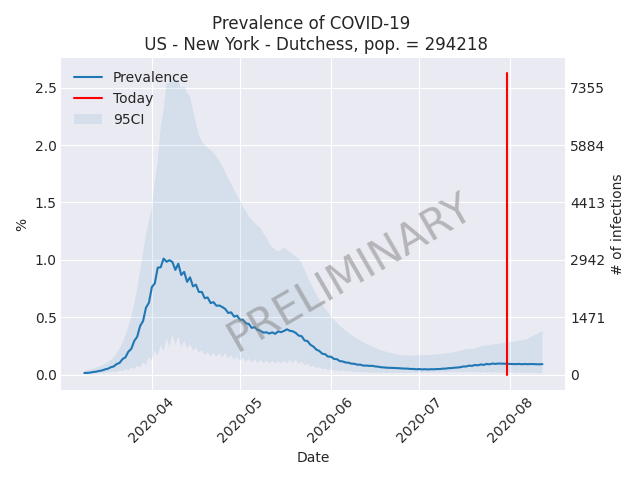 Prevalence of COVID-19
US - New York - Dutchess, pop. = 294218
Prevalence
Today
95CI
2.5
2.0
1.5
1.0
0.5
0.0
%
7355
5884
4413
2942
1471
0
# of infections
PRELIMINARY
2020-04
2020-05
2020-06
2020-07
2020-08
Date